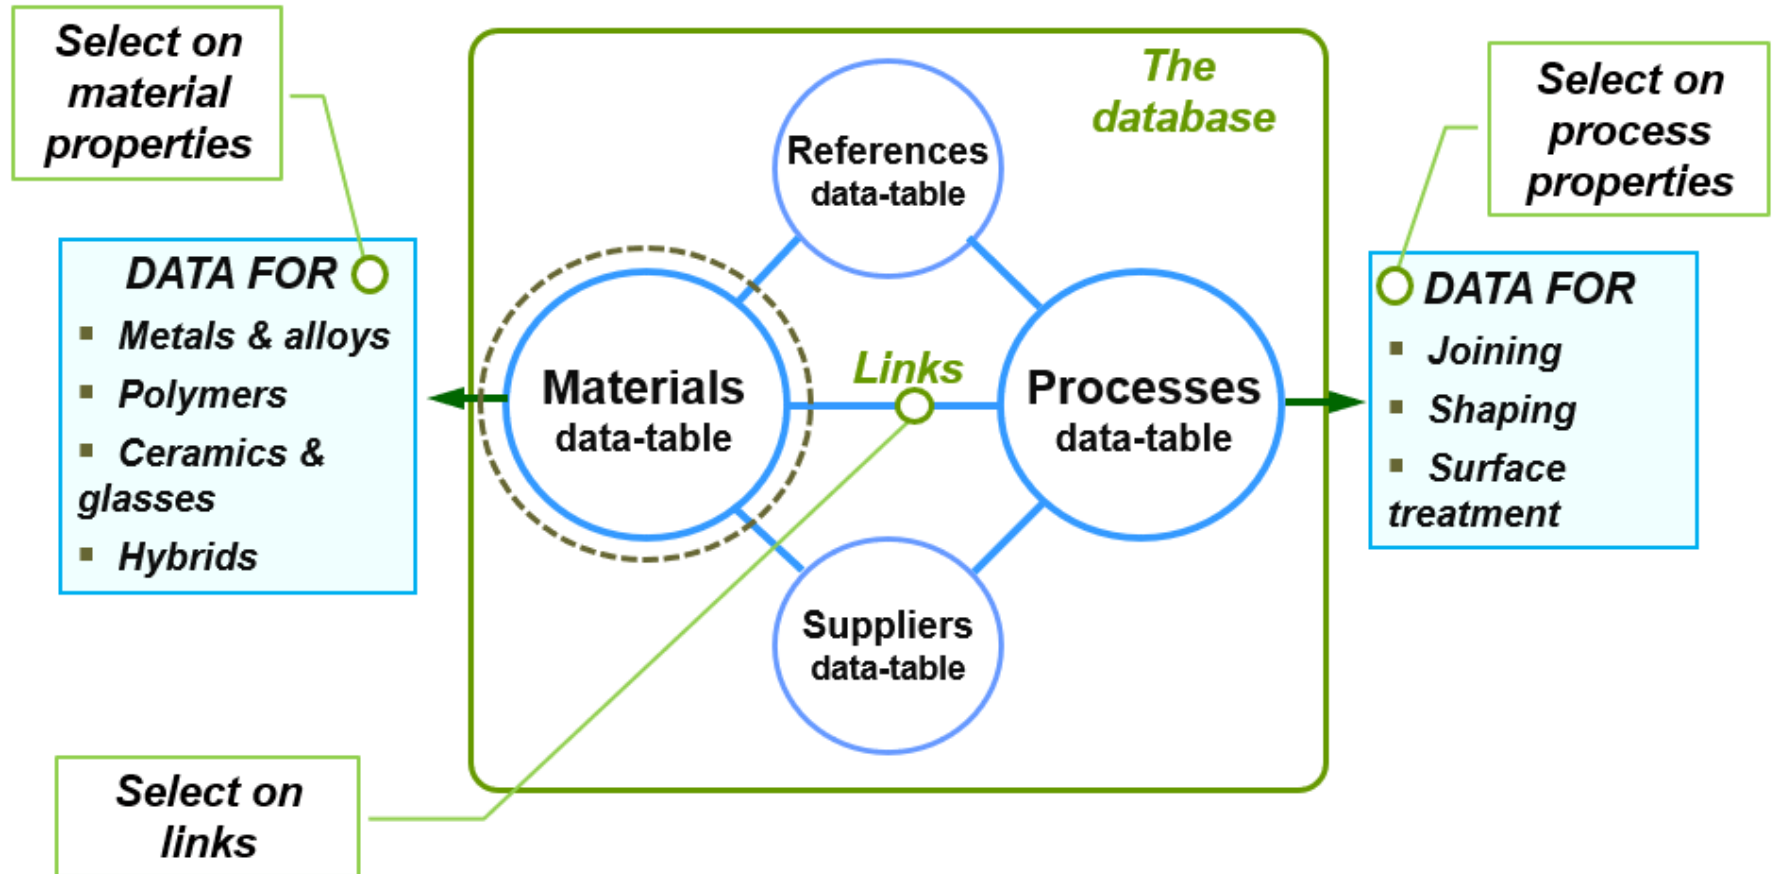 Select on
material
properties
The
database
Select on
process
properties
References
data-table
DATA FOR
▪ Metals & alloys
▪ Polymers
▪ Ceramics &
glasses
▪ Hybrids
Materials
data-table
Links
Processes
data-table
DATA FOR
▪ Joining
▪ Shaping
▪ Surface
treatment
Suppliers
data-table
Select on
links